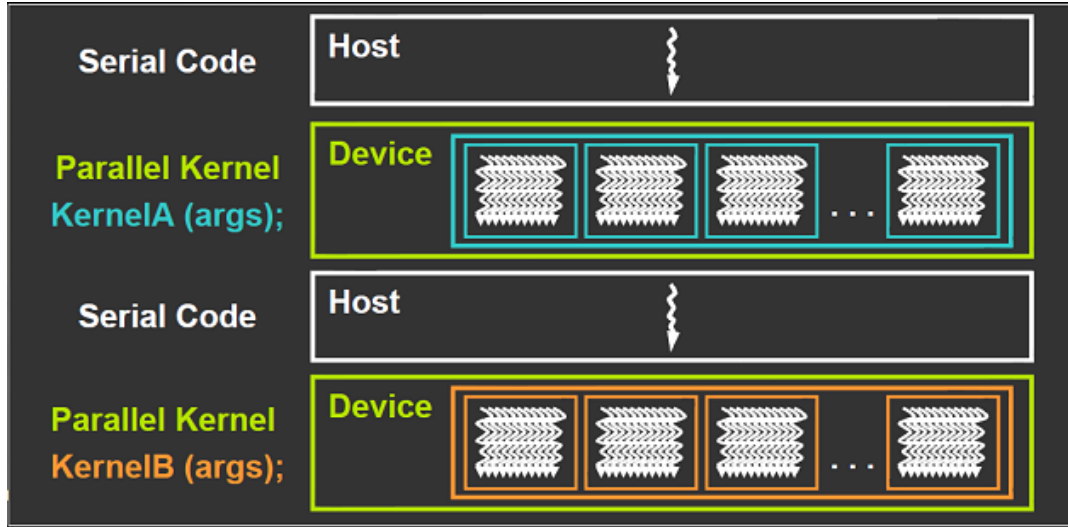 Serial Code
Host
Parallel Kernel
KernelA (args);
Device
. . .
Serial Code
Host
Parallel Kernel
KernelB (args);
Device
. . .